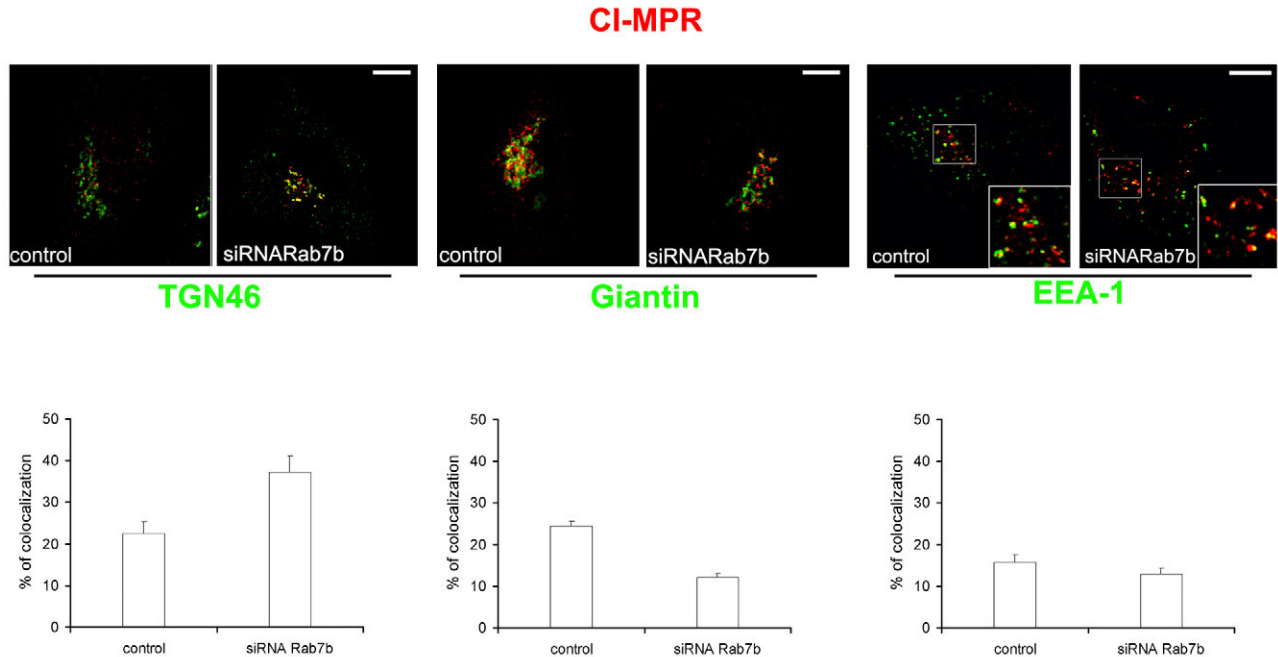 CI-MPR
control siRNARab7b control siRNARab7b control siRNARab7b
TGN46 Giantin EEA-1
% of colocalization
50
40
30
20
10
0
control siRNA Rab7b
% of colocalization
50
40
30
20
10
0
control siRNA Rab7b
% of colocalization
50
40
30
20
10
0
control siRNA Rab7b